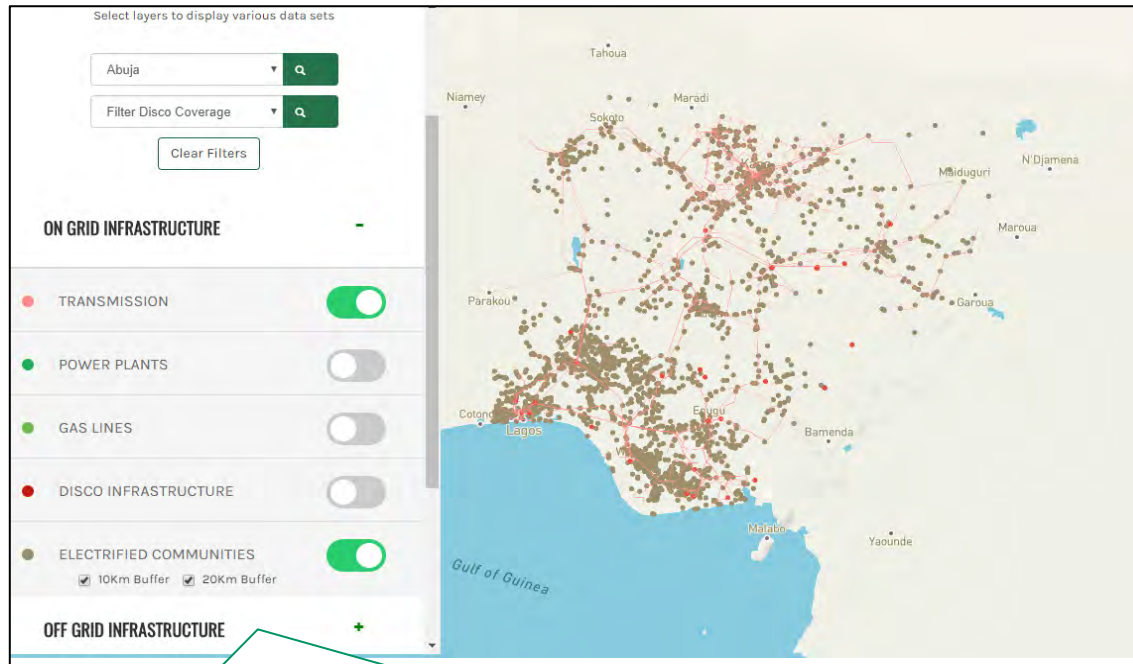 Select layers to display various data sets
Abuja
Filter Disco Coverage
Clear Filters
ON GRID INFRASTRUCTURE -
TRANSMISSION
POWER PLANTS
GAS LINES
DISCO INFRASTRUCTURE
ELECTRIFIED COMMUNITIES
10Km Buffer 20Km Buffer
OFF GRID INFRASTRUCTURE +
Tahoua
Niamey
Maradi
Sokoto
N'Djamena
Maiduguri
Maroua
Parakou
Garoua
Enugu
Lagos
Bamenda
Malabo
Yaounde
Gulf of Guinea